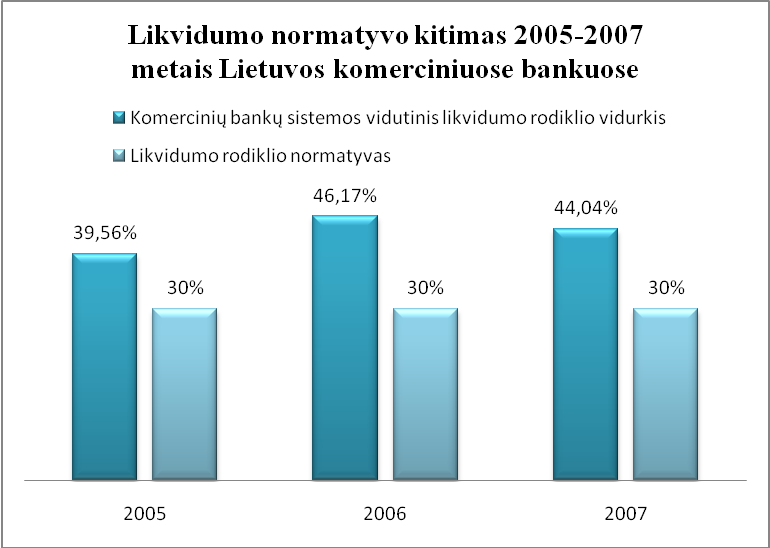 Likvidumo normatyvo kitimas 2005-2007
metais Lietuvos komerciniuose bankuose
Komercinių bankų sistemos vidutinis likvidumo rodiklio vidurkis
Likvidumo rodiklio normatyvas
39,56%
30%
46,17%
30%
44,04%
30%
2005
2006
2007